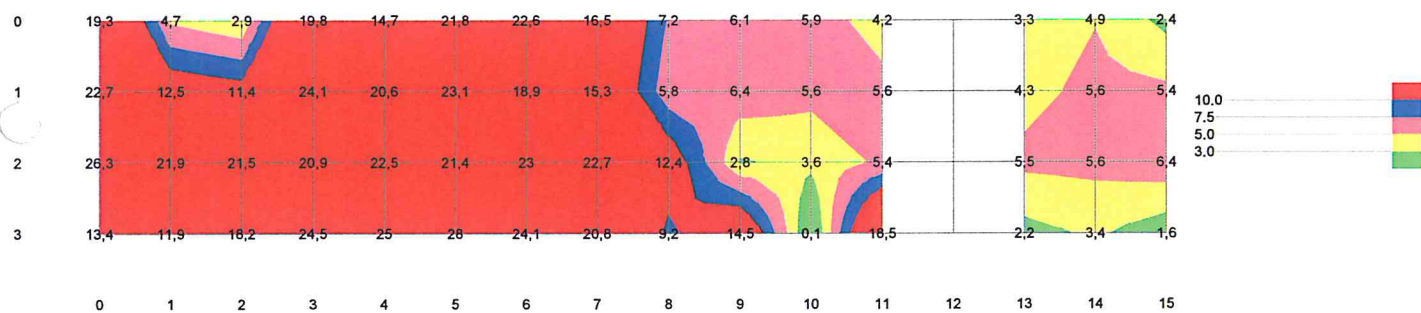 0 19,3 4,7 2,9 19,8 14,7 21,8 22,6 16,5 7,2 6,1 5,9 4,2 3,3 4,9 2,4
1 22,7 12,5 11,4 24,1 20,6 23,1 18,9 15,3 5,8 6,4 5,6 5,6 4,3 5,6 5,4
10.0
7.5
5.0
3.0
2 26,3 21,9 21,5 20,9 22,5 21,4 23 22,7 12,4 2,8 3,6 5,4 5,5 5,6 6,4
3 13,4 11,9 16,2 24,5 25 26 24,1 20,6 9,2 14,5 0,1 16,5 2,2 3,4 1,6
0 1 2 3 4 5 6 7 8 9 10 11 12 13 14 15